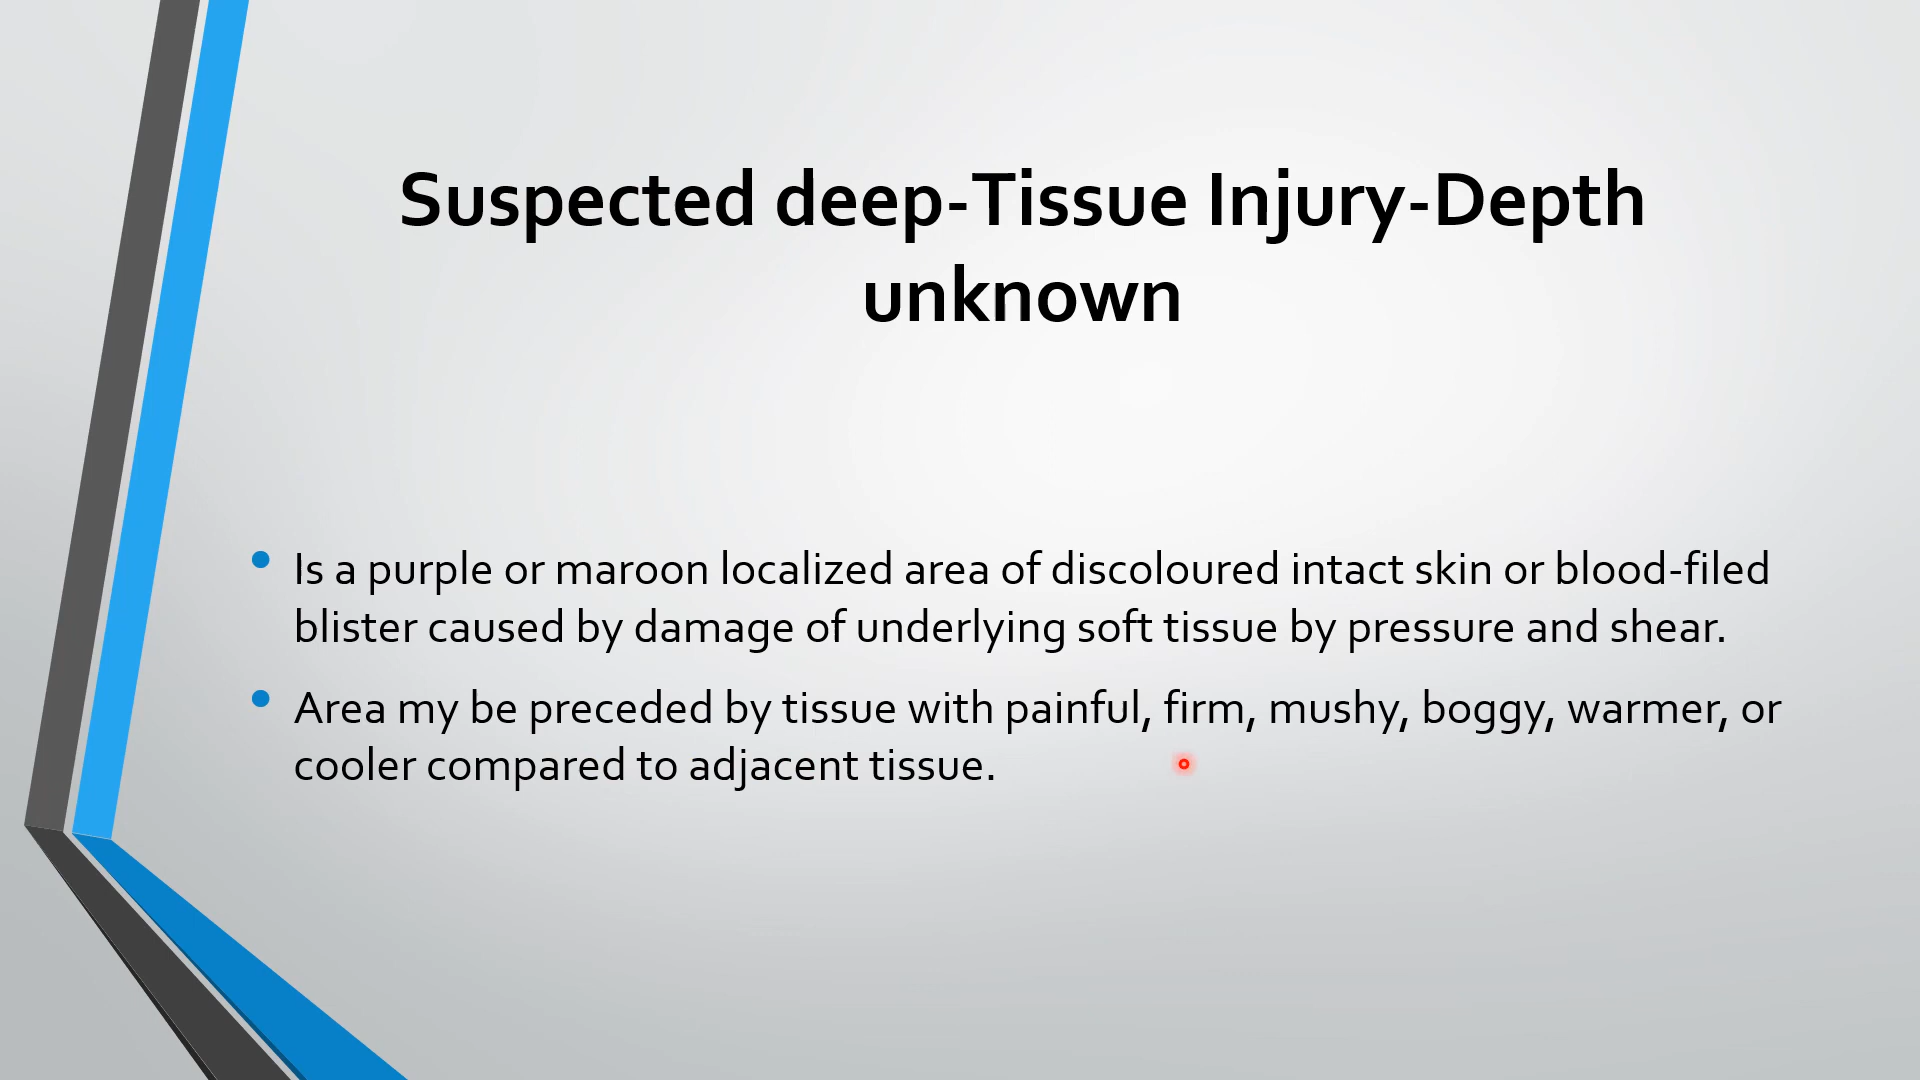 Suspected deep-Tissue Injury-Depth
unknown
Is a purple or maroon localized area of discoloured intact skin or blood-filed
blister caused by damage of underlying soft tissue by pressure and shear.
Area my be preceded by tissue with painful, firm, mushy, boggy, warmer, or
cooler compared to adjacent tissue.